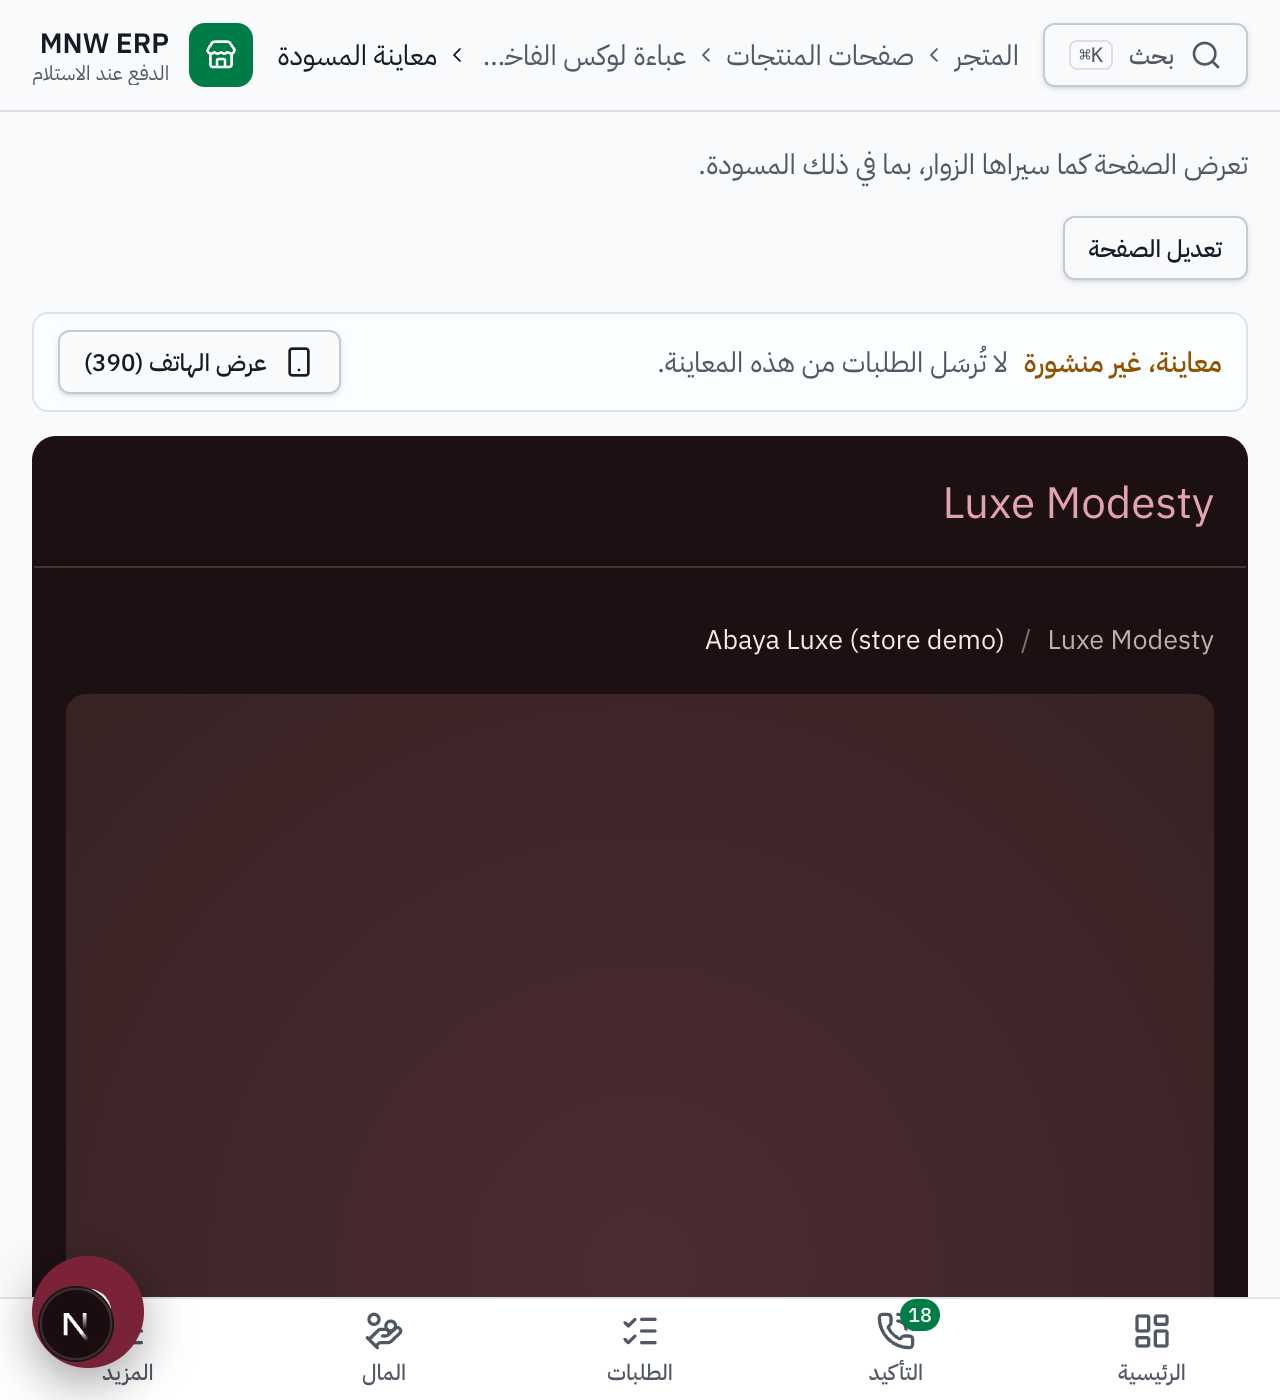 MNW ERP
الدفع عند الاستلام
بحث ⌘K
المتجر › صفحات المنتجات › عباءة لوكس الفاخـ... › معاينة المسودة
تعرض الصفحة كما سيراها الزوار، بما في ذلك المسودة.
تعديل الصفحة
معاينة، غير منشورة لا تُرسَل الطلبات من هذه المعاينة.
عرض الهاتف (390)
Luxe Modesty
Luxe Modesty / Abaya Luxe (store demo)
الرئيسية
18
التأكيد
الطلبات
المال
المزيد
N